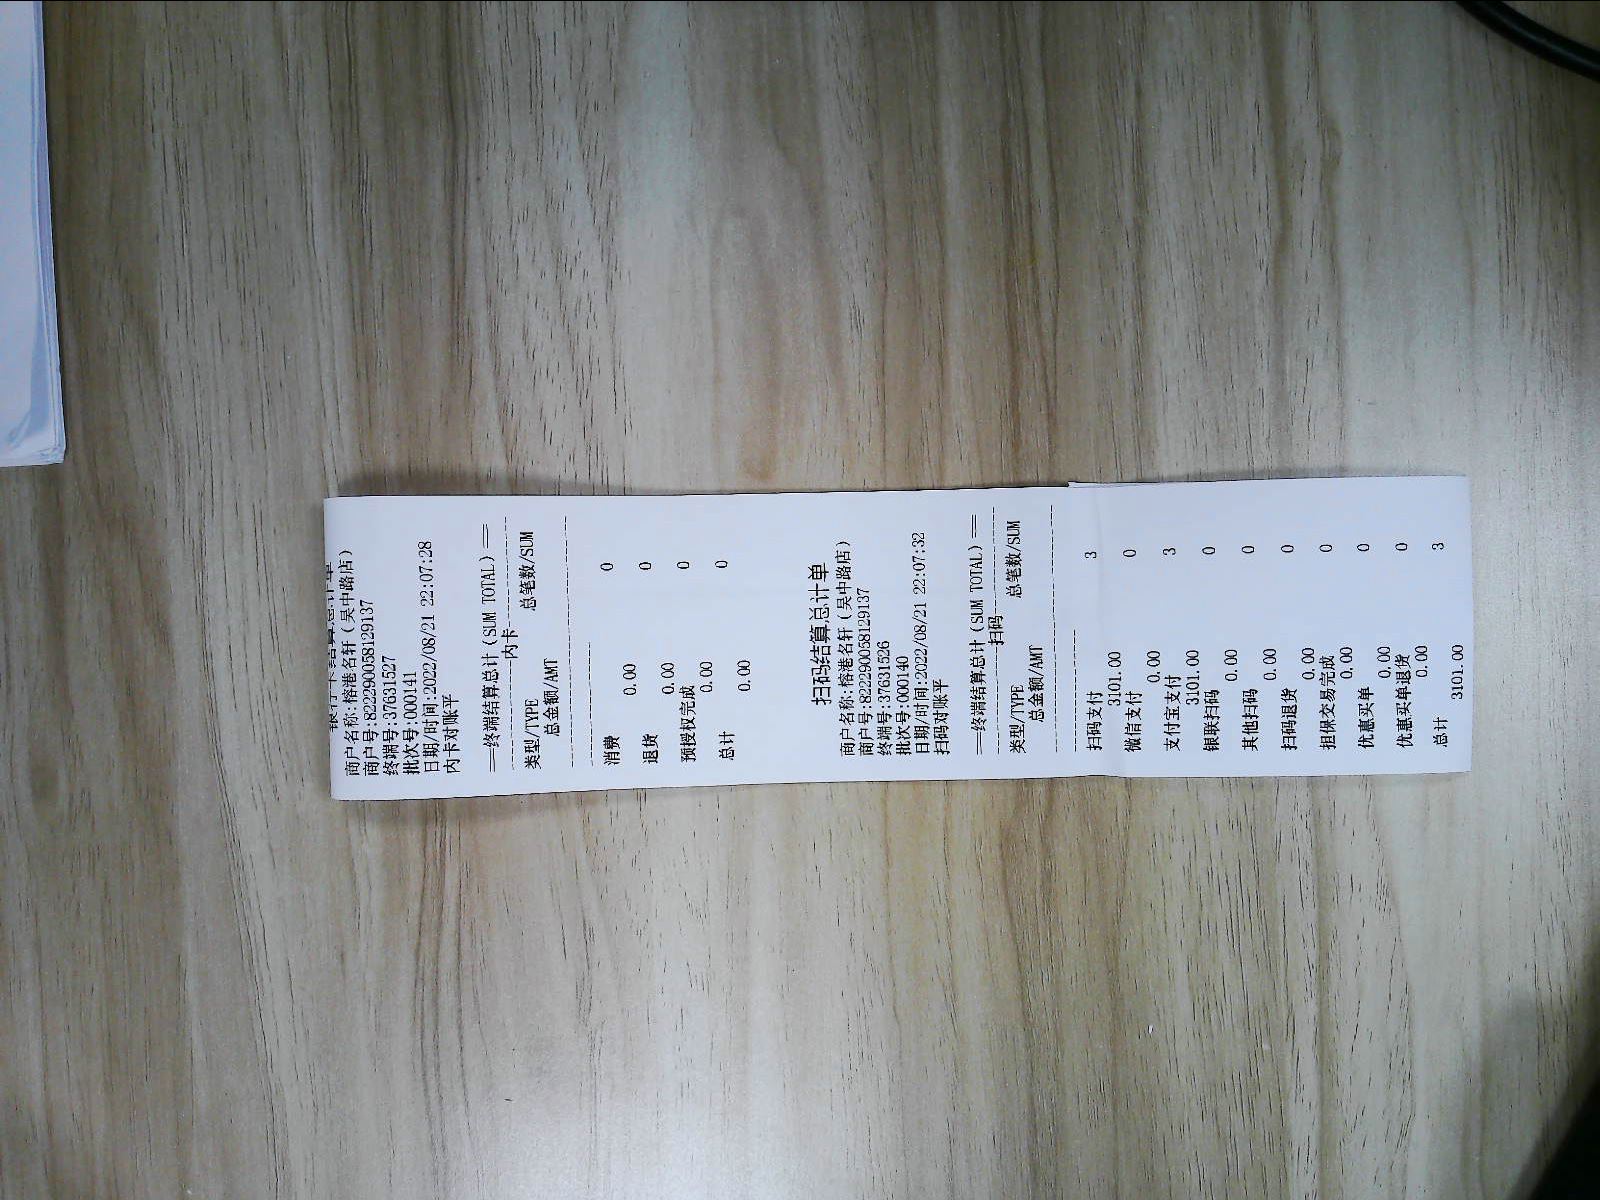 银行卡结算总计单
商户名称:榕港名轩（吴中路店）
商户号:822290058129137
终端号:37631527
批次号:000141
日期/时间:2022/08/21 22:07:28
内卡对账平
==终端结算总计(SUM TOTAL)==
内卡
类型/TYPE 总笔数/SUM
总金额/AMT
消费 0
0.00
退货 0
0.00
预授权完成 0
0.00
总计 0
0.00
扫码结算总计单
商户名称:榕港名轩（吴中路店）
商户号:822290058129137
终端号:37631526
批次号:000140
日期/时间:2022/08/21 22:07:32
扫码对账平
==终端结算总计(SUM TOTAL)==
扫码
类型/TYPE 总笔数/SUM
总金额/AMT
扫码支付 3
3101.00
微信支付 0
0.00
支付宝支付 3
3101.00
银联扫码 0
0.00
其他扫码 0
0.00
扫码退货 0
0.00
担保交易完成 0
0.00
优惠买单 0
0.00
优惠买单退货 0
0.00
总计 3
3101.00